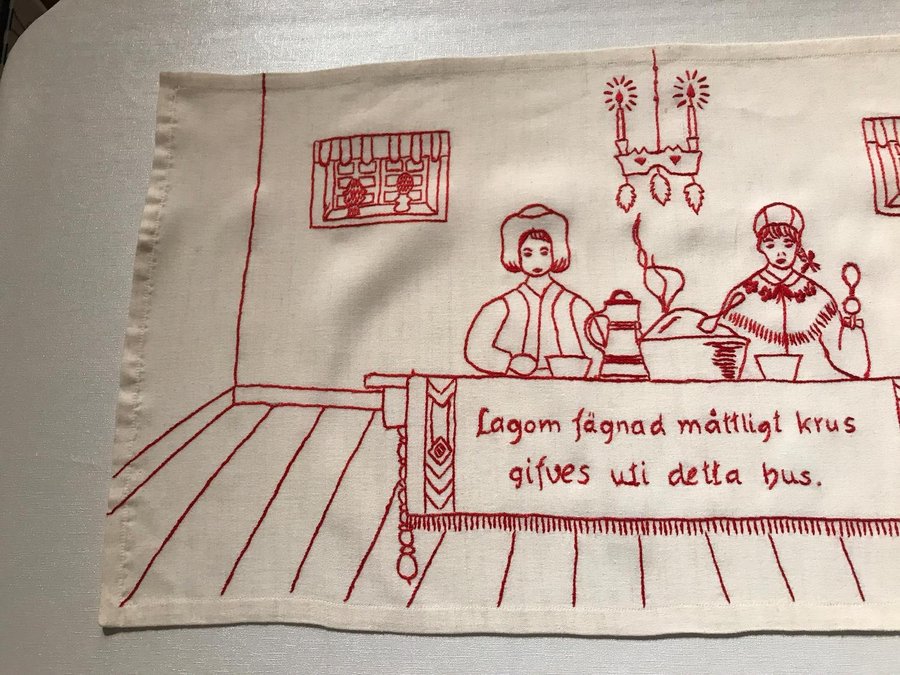 Lagom fägnad måttligt krus
gifves uti detta hus.